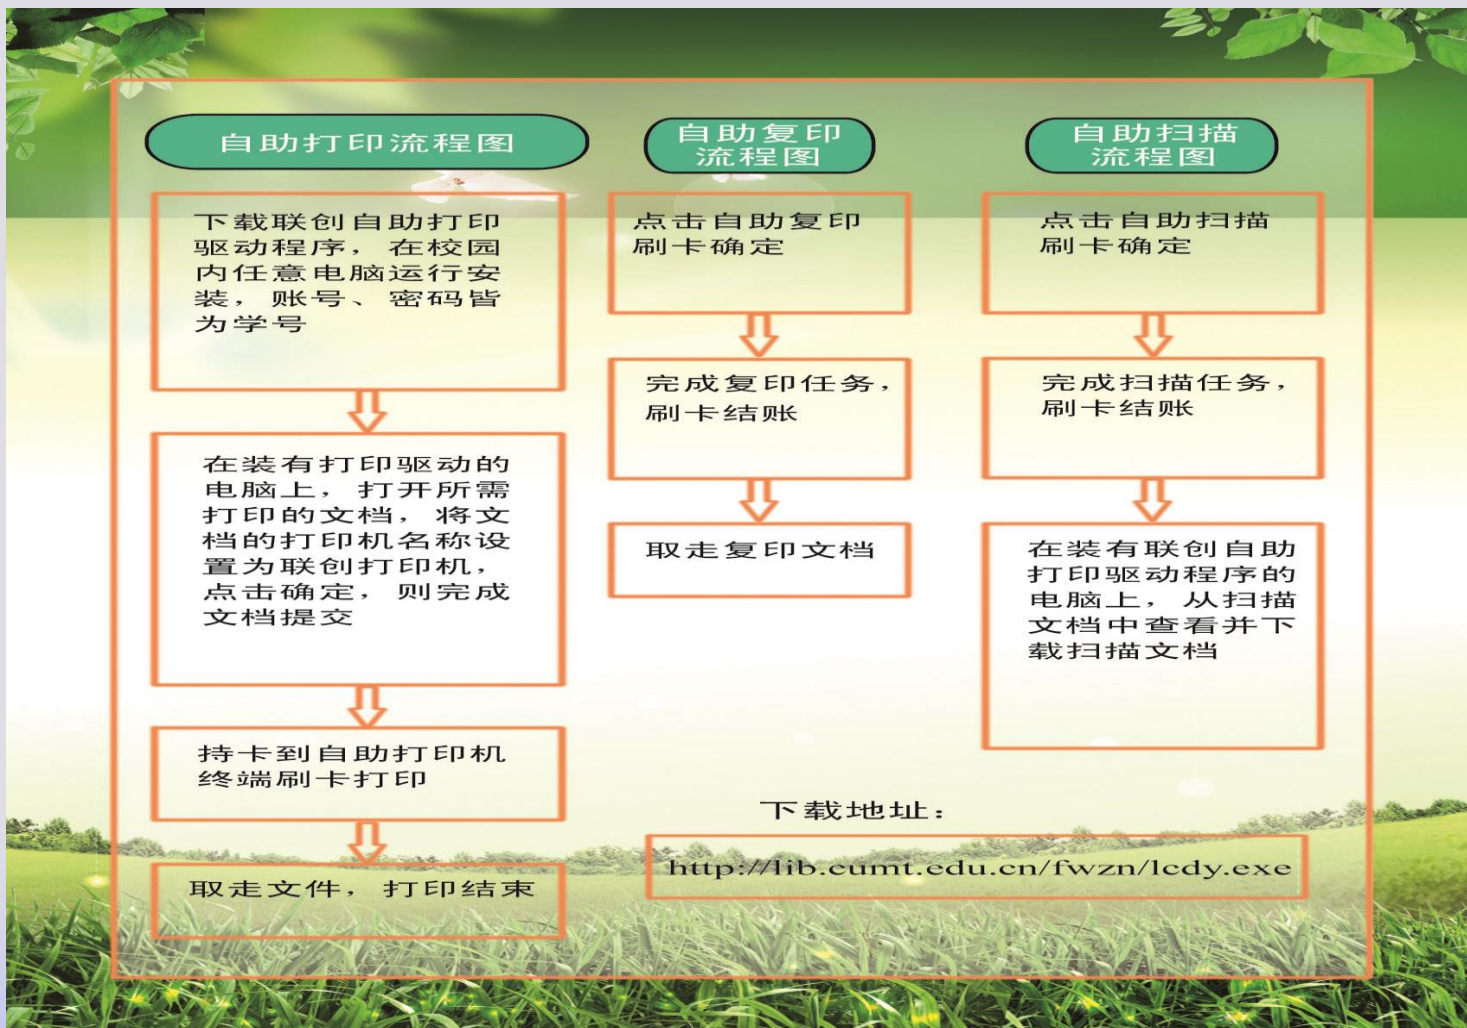 自助打印流程图
下载联创自助打印
驱动程序，在校园
内任意电脑运行安
装，账号、密码皆
为学号
在装有打印驱动的
电脑上，打开所需
打印的文档，将文
档的打印机名称设
置为联创打印机，
点击确定，则完成
文档提交
持卡到自助打印机
终端刷卡打印
取走文件，打印结束
自助复印
流程图
点击自助复印
刷卡确定
完成复印任务，
刷卡结账
取走复印文档
自助扫描
流程图
点击自助扫描
刷卡确定
完成扫描任务，
刷卡结账
在装有联创自助
打印驱动程序的
电脑上，从扫描
文档中查看并下
载扫描文档
下载地址：
http://lib.cumt.edu.cn/fwzn/lcdy.exe